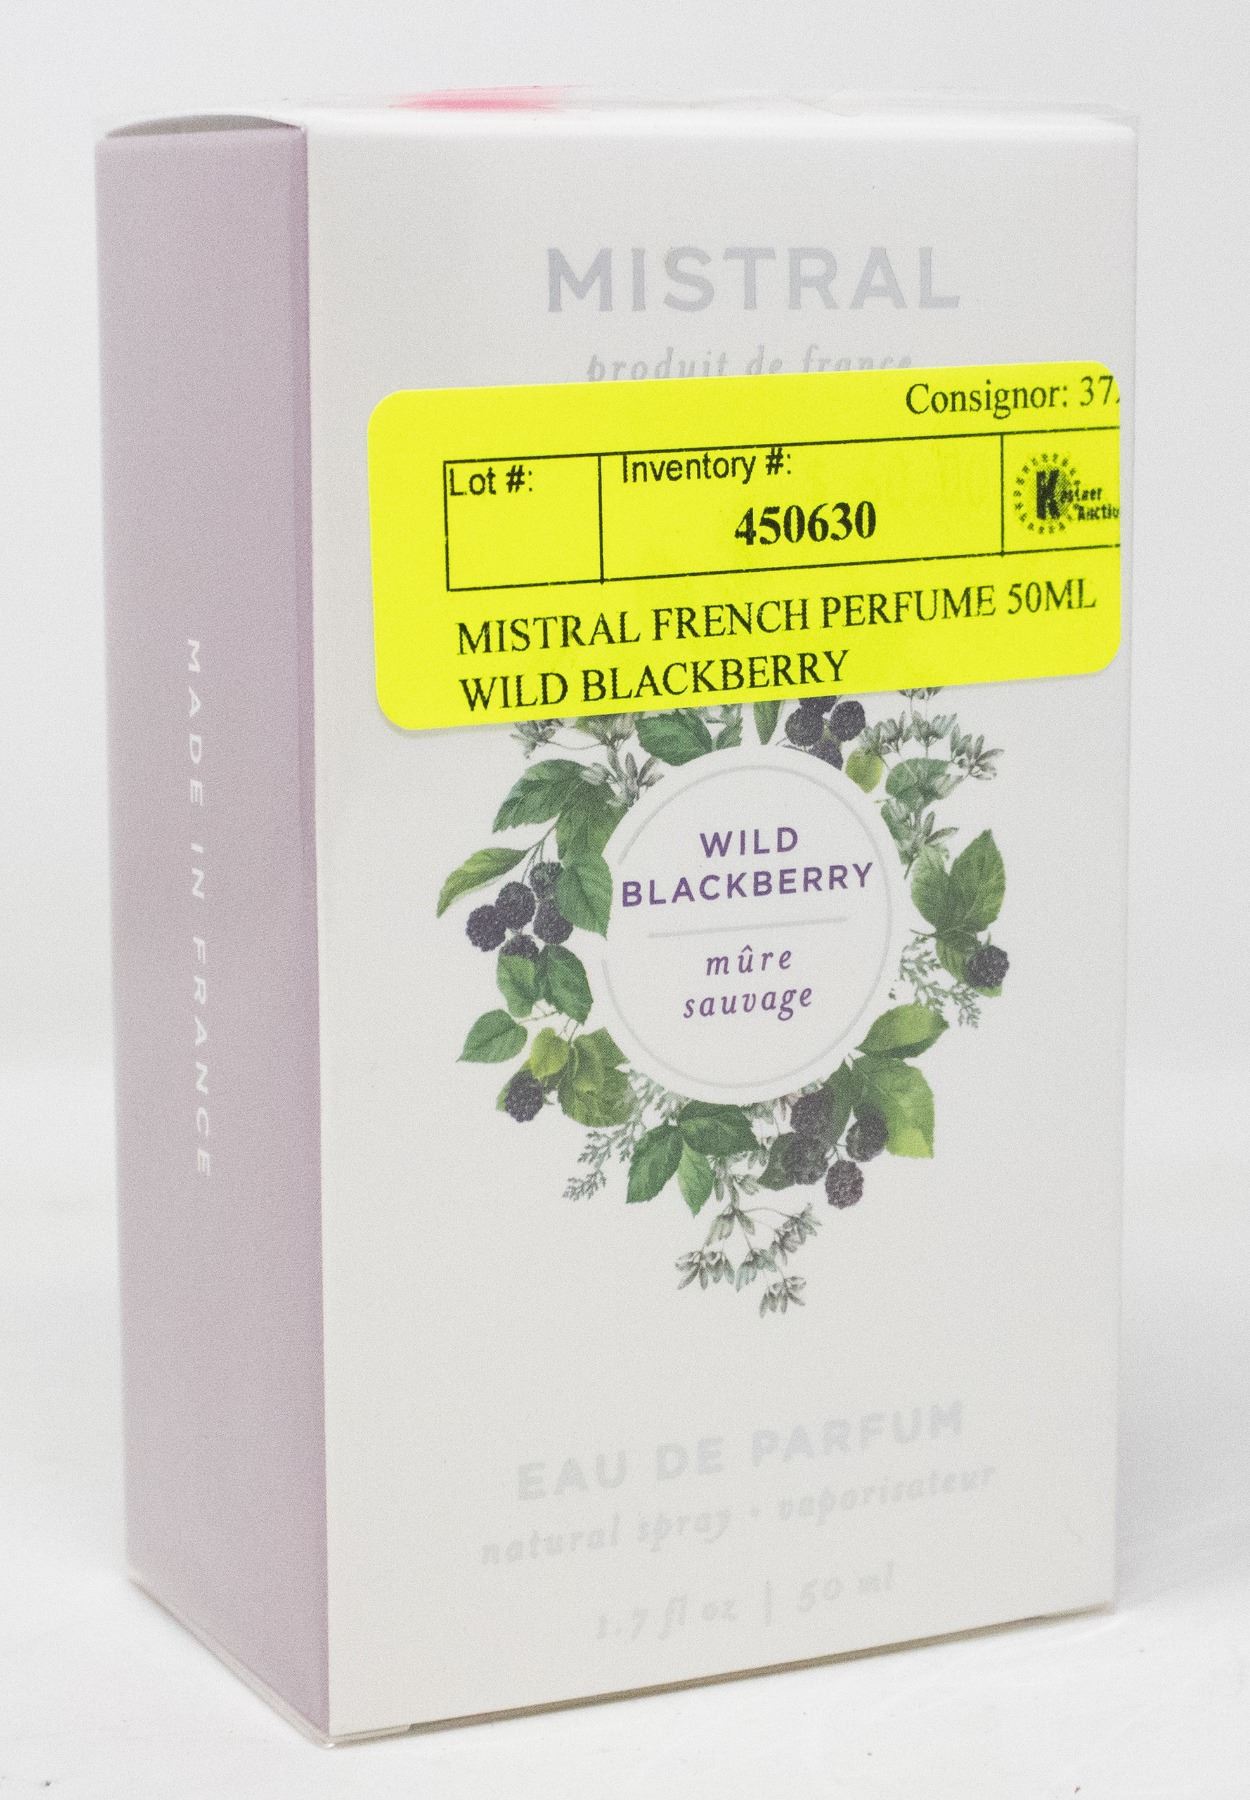 MISTRAL
produit de france
Consignor: 37
Lot #:
Inventory #:
450630
MISTRAL FRENCH PERFUME 50ML
WILD BLACKBERRY
WILD
BLACKBERRY
mûre
sauvage
EAU DE PARFUM
natural spray • vaporisateur
1.7 fl oz | 50 ml
MADE IN FRANCE